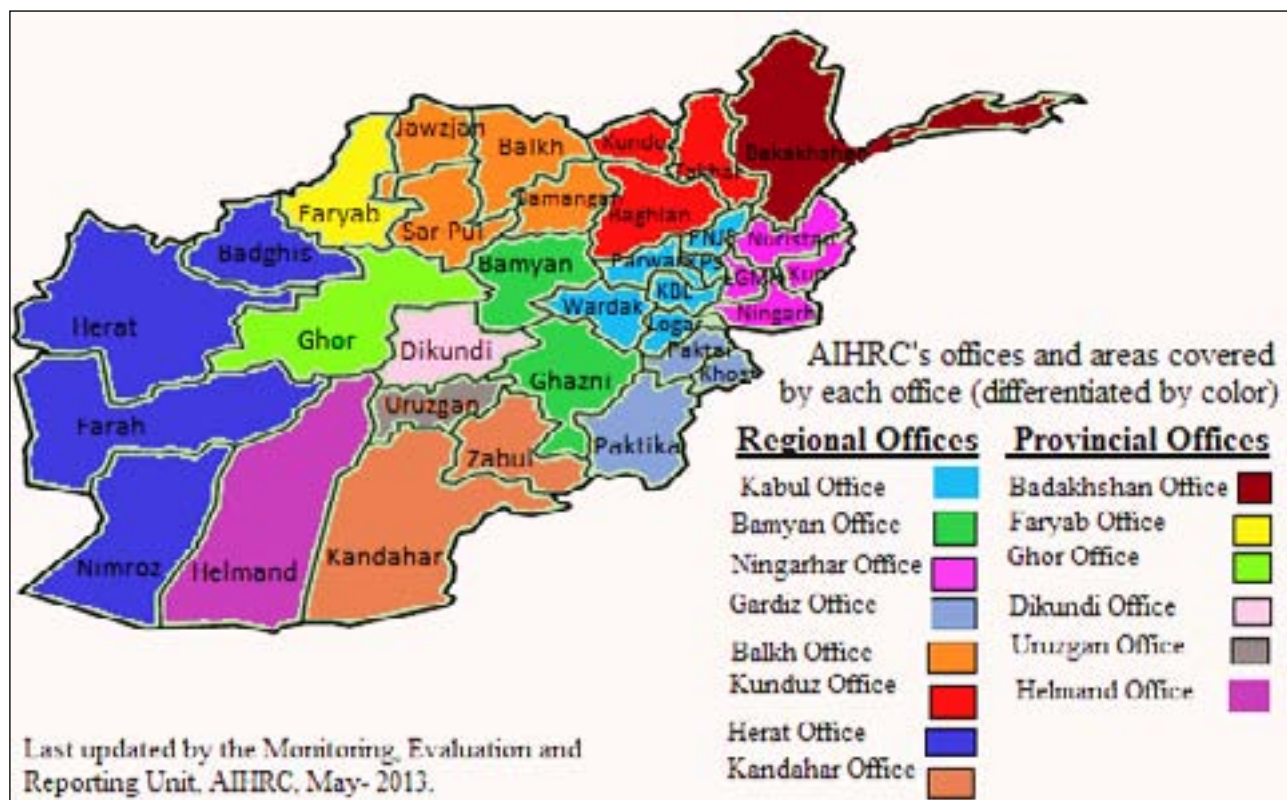 Jawzjan
Balkh
Kundu
Takhar
Bakakhshan
Faryab
Sar Pul
Samangan
Baghlan
Badghis
Bamyan
Parwan
PNJS
Nuristan
Herat
Ghor
Dikundi
Wardak
KBL
LGMN
Kun
Logar
Ningarh
Ghazni
Paktai
Khost
Farah
Uruzgan
Zabul
Paktika
Nimroz
Helmand
Kandahar
AIHRC's offices and areas covered
by each office (differentiated by color)
Regional Offices
Kabul Office
Bamyan Office
Ningarhar Office
Gardiz Office
Balkh Office
Kunduz Office
Herat Office
Kandahar Office
Provincial Offices
Badakhshan Office
Faryab Office
Ghor Office
Dikundi Office
Uruzgan Office
Helmand Office
Last updated by the Monitoring, Evaluation and
Reporting Unit, AIHRC, May- 2013.